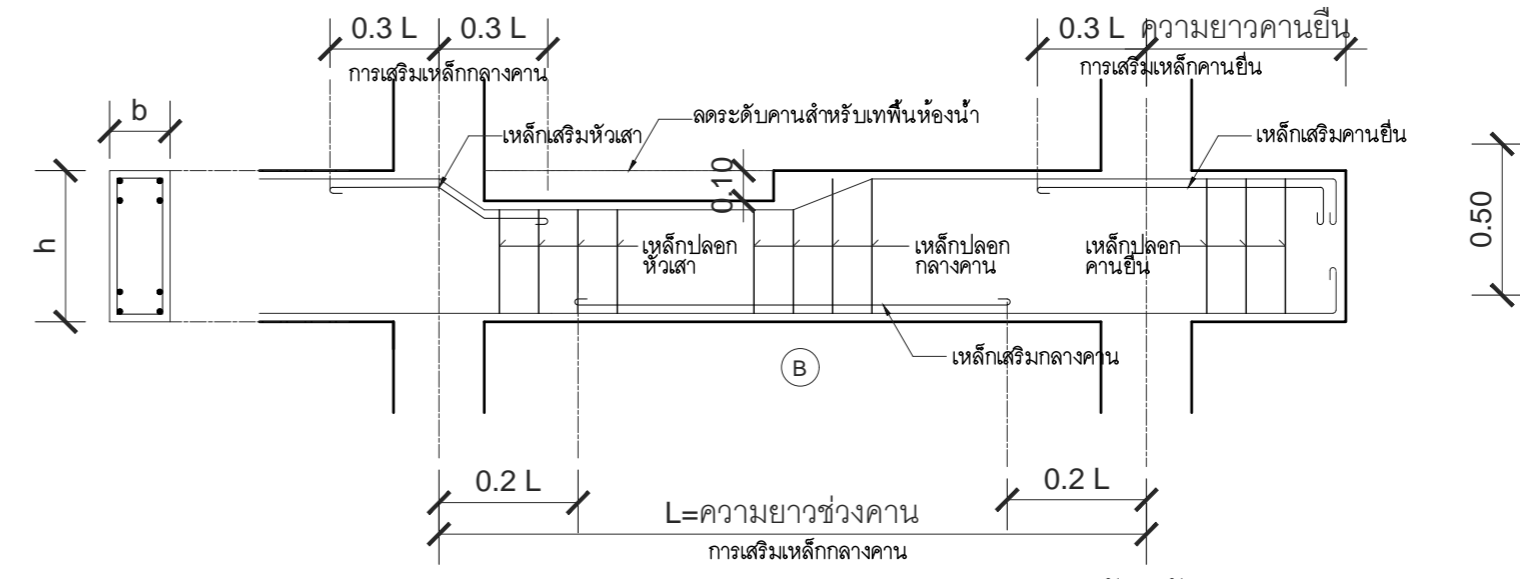 0.3 L
0.3 L
0.3 L
ความยาวคานยื่น
การเสริมเหล็กกลางคาน
การเสริมเหล็กคานยื่น
b
ลดระดับคานสำหรับเทพื้นห้องน้ำ
เหล็กเสริมหัวเสา
เหล็กเสริมคานยื่น
0.10
h
0.50
เหล็กปลอก
หัวเสา
เหล็กปลอก
กลางคาน
เหล็กปลอก
คานยื่น
เหล็กเสริมกลางคาน
B
0.2 L
0.2 L
L=ความยาวช่วงคาน
การเสริมเหล็กกลางคาน